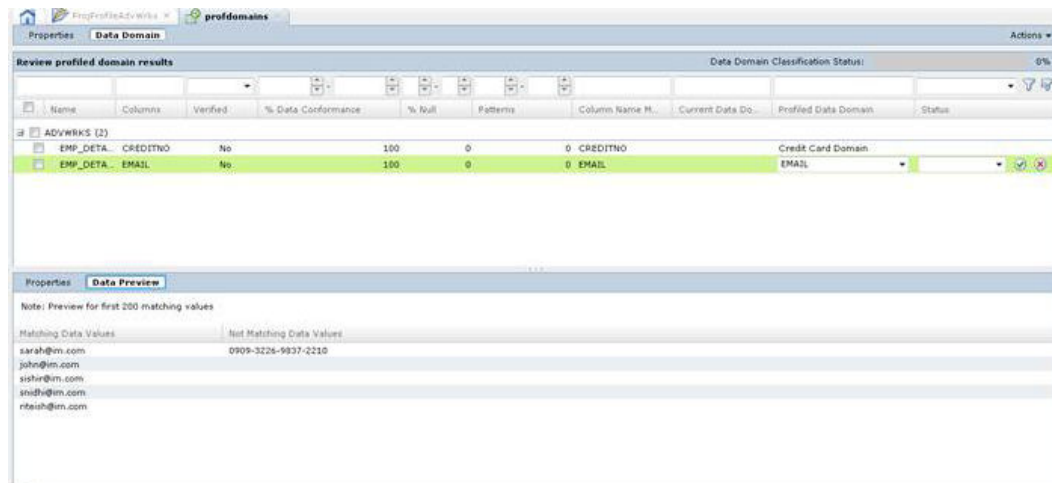 ProjProfileAdvWrks × profdomains
Properties Data Domain Actions
Review profiled domain results Data Domain Classification Status: 0%
Name Columns Verified % Data Conformance % Null Patterns Column Name M... Current Data Do... Profiled Data Domain Status
ADVWRKS (2)
EMP_DETA... CREDITNO No 100 0 0 CREDITNO Credit Card Domain
EMP_DETA... EMAIL No 100 0 0 EMAIL EMAIL
Properties Data Preview
Note: Preview for first 200 matching values
Matching Data Values Not Matching Data Values
sarah@im.com 0909-3226-9837-2210
john@im.com
sishir@im.com
snidhi@im.com
riteish@im.com